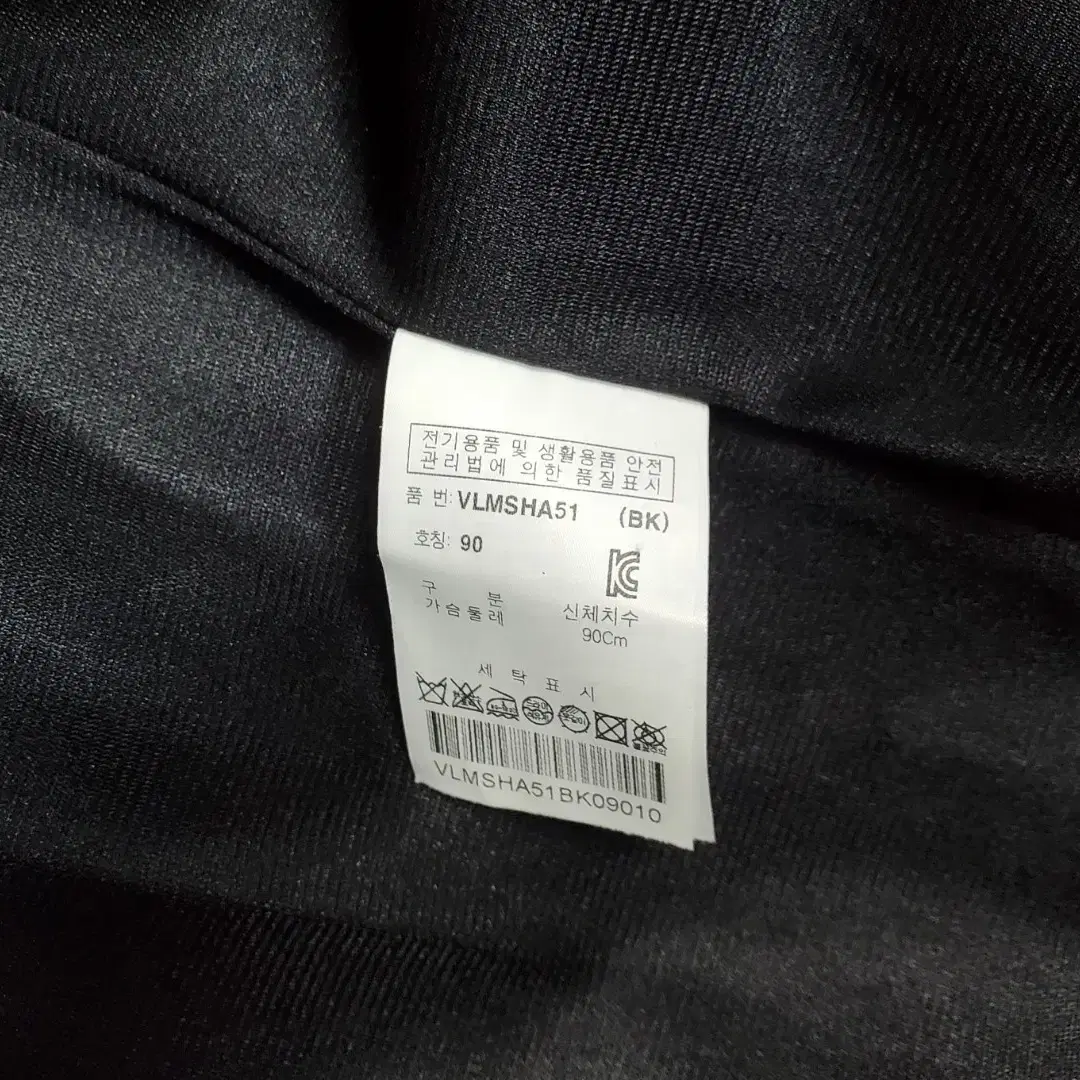 전기용품 및 생활용품 안전
관리법에 의한 품질표시
품 번: VLMSHA51 (BK)
호칭: 90
구 분 신체치수
가슴둘레 90Cm
세 탁 표 시
VLMSHA51BK09010